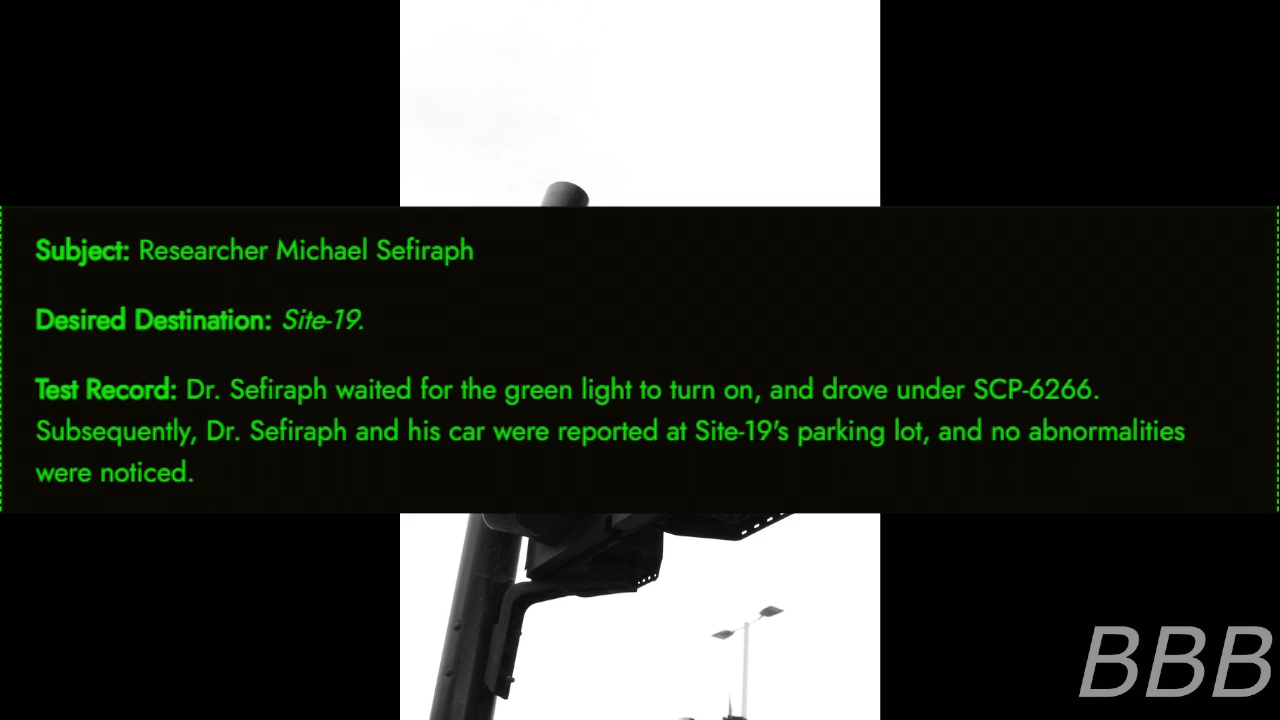 Subject: Researcher Michael Sefiraph
Desired Destination: Site-19.
Test Record: Dr. Sefiraph waited for the green light to turn on, and drove under SCP-6266.
Subsequently, Dr. Sefiraph and his car were reported at Site-19's parking lot, and no abnormalities
were noticed.
BBB